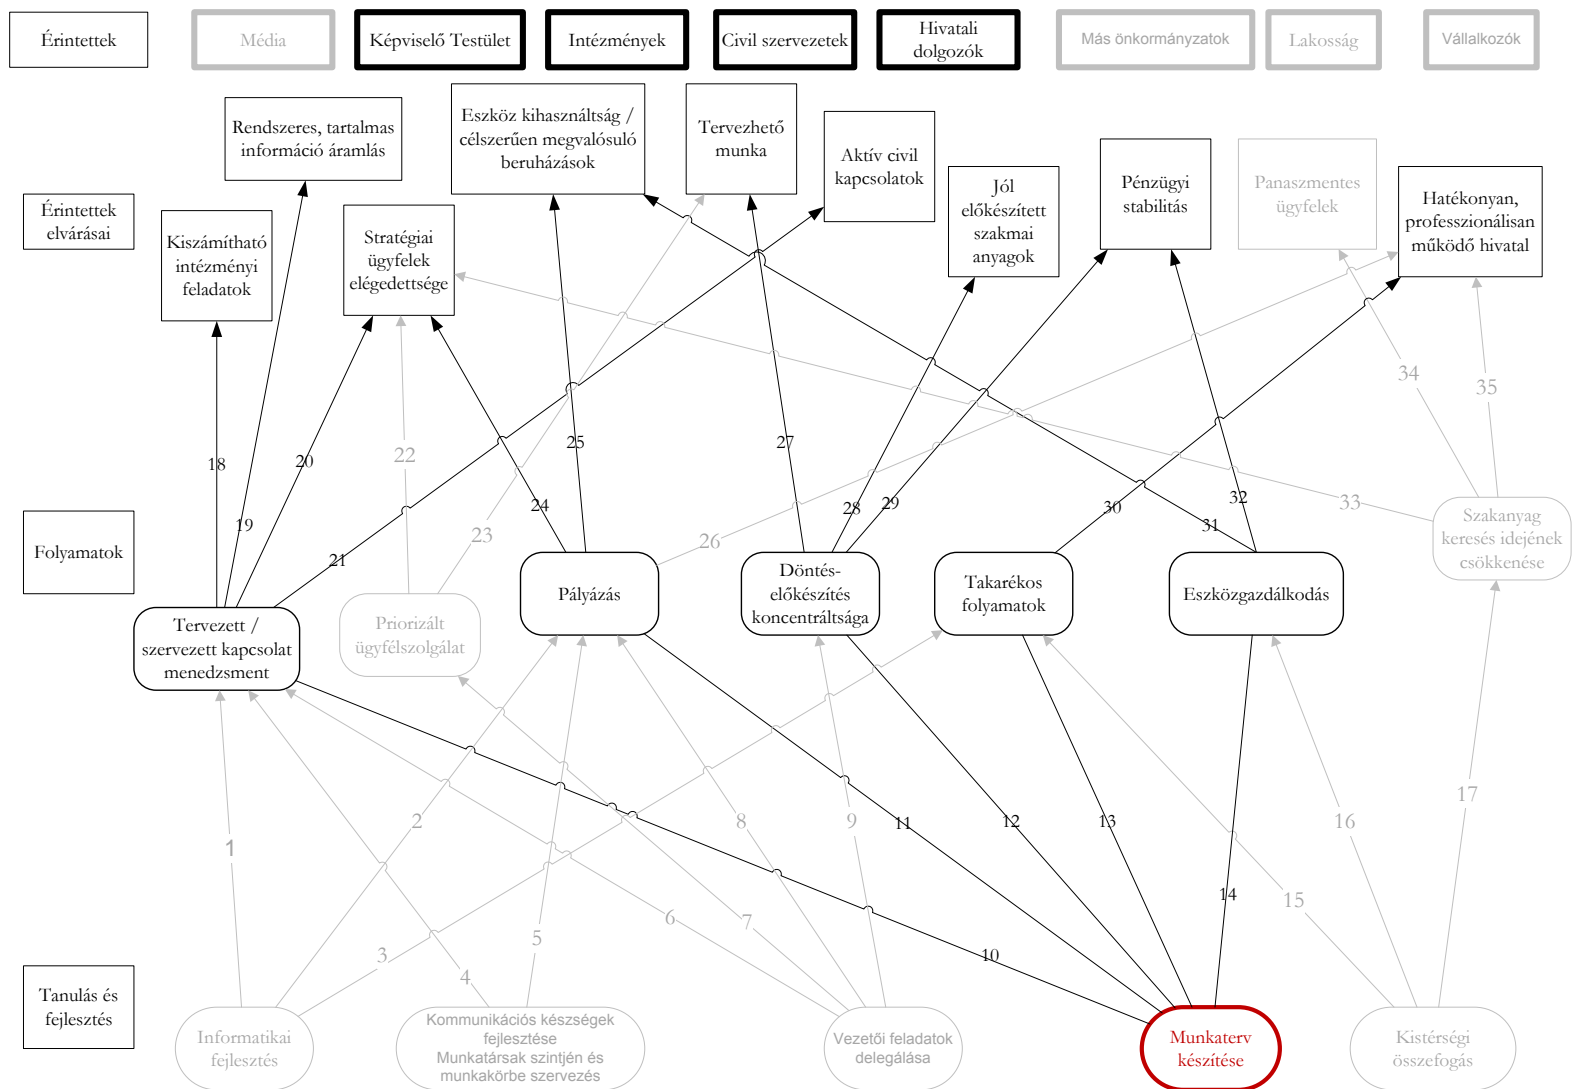 Érintettek
Média
Képviselő Testület
Intézmények
Civil szervezetek
Hivatali
dolgozók
Más önkormányzatok
Lakosság
Vállalkozók
Érintettek
elvárásai
Rendszeres, tartalmas
információ áramlás
Eszköz kihasználtság /
célszerűen megvalósuló
beruházások
Tervezhető
munka
Aktív civil
kapcsolatok
Jól
előkészített
szakmai
anyagok
Pénzügyi
stabilitás
Panaszmentes
ügyfelek
Hatékonyan,
professzionálisan
működő hivatal
Kiszámítható
intézményi
feladatok
Stratégiai
ügyfelek
elégedettsége
34
35
22
25
27
18
20
19
23
24
28
29
30
32
31
33
21
26
Folyamatok
Tervezett /
szervezett kapcsolat
menedzsment
Priorizált
ügyfélszolgálat
Pályázás
Döntés-
előkészítés
koncentráltsága
Takarékos
folyamatok
Eszközgazdálkodás
Szakanyag
keresés idejének
csökkenése
17
1
2
8
9
11
12
13
16
14
15
6
7
5
3
4
10
Tanulás és
fejlesztés
Informatikai
fejlesztés
Kommunikációs készségek
fejlesztése
Munkatársak szintjén és
munkakörbe szervezés
Vezetői feladatok
delegálása
Munkaterv
készítése
Kistérségi
összefogás